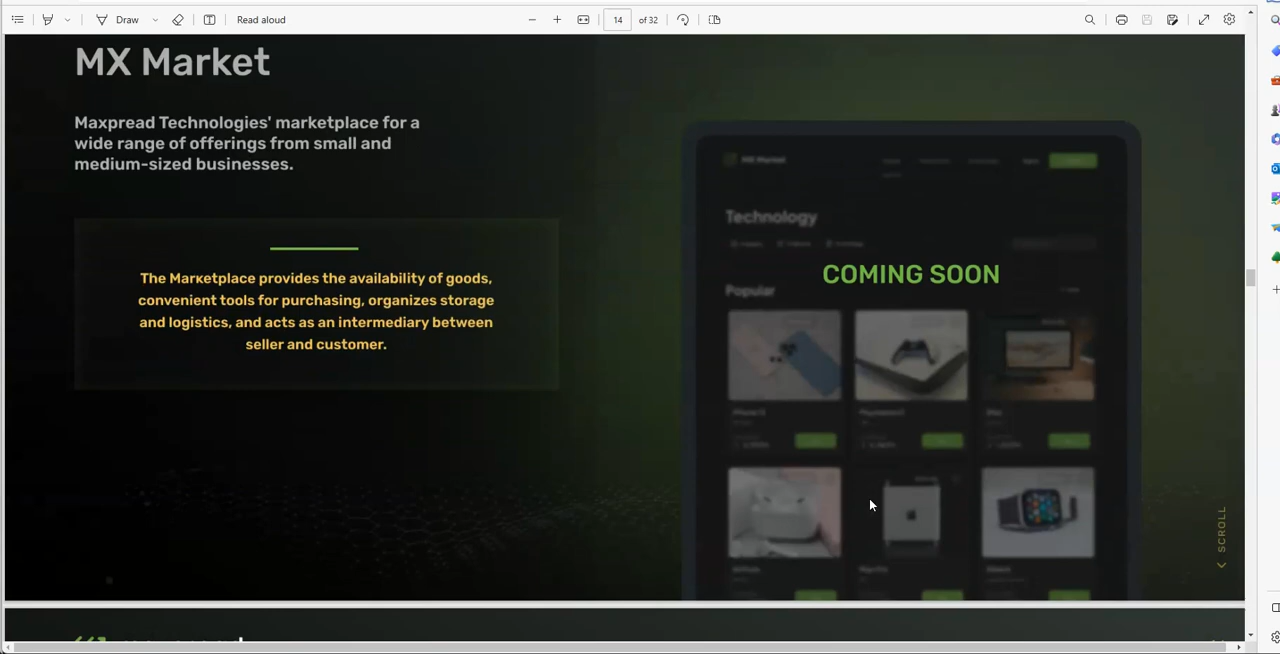 Draw
Read aloud
14
of 32
MX Market
Maxpread Technologies' marketplace for a
wide range of offerings from small and
medium-sized businesses.
The Marketplace provides the availability of goods,
convenient tools for purchasing, organizes storage
and logistics, and acts as an intermediary between
seller and customer.
MX Market
Technology
COMING SOON
Popular
SCROLL